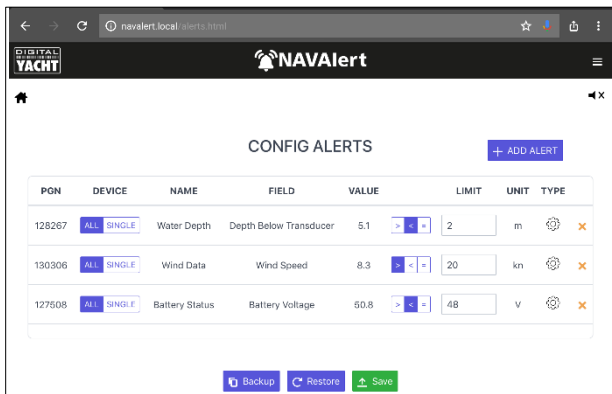 navalert.local/alerts.html
DIGITAL
YACHT
NAVAlert
CONFIG ALERTS
+ ADD ALERT
PGN DEVICE NAME FIELD VALUE LIMIT UNIT TYPE
128267 ALL SINGLE Water Depth Depth Below Transducer 5.1 > < = 2 m
130306 ALL SINGLE Wind Data Wind Speed 8.3 > < = 20 kn
127508 ALL SINGLE Battery Status Battery Voltage 50.8 > < = 48 V
Backup Restore Save